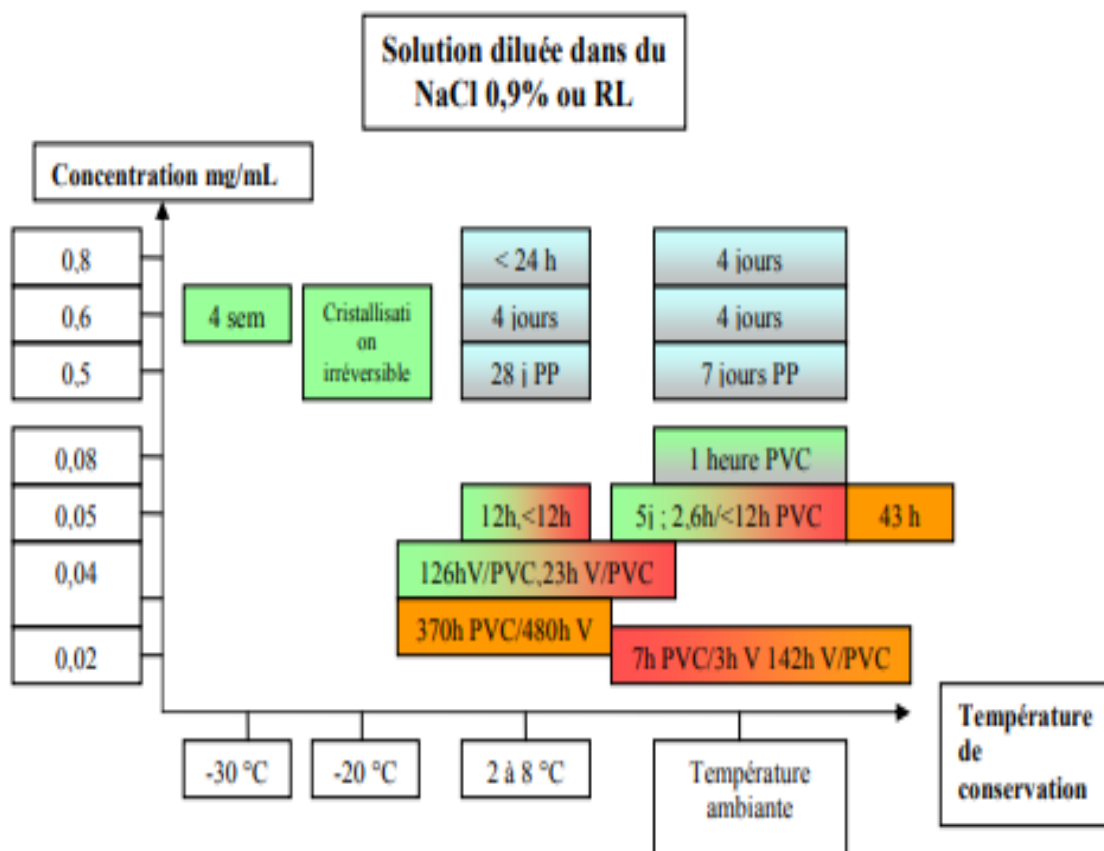 Solution diluée dans du
NaCl 0,9% ou RL
Concentration mg/mL
0,8
< 24 h
4 jours
0,6
4 sem
Cristallisati
on
irréversible
4 jours
4 jours
0,5
28 j PP
7 jours PP
0,08
1 heure PVC
0,05
12h,<12h
5j ; 2,6h/<12h PVC
43 h
0,04
126hV/PVC,23h V/PVC
370h PVC/480h V
0,02
7h PVC/3h V 142h V/PVC
-30 °C
-20 °C
2 à 8 °C
Température
ambiante
Température
de
conservation